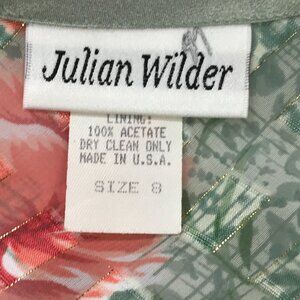 Julian Wilder
LINING:
100% ACETATE
DRY CLEAN ONLY
MADE IN U.S.A.
SIZE 8